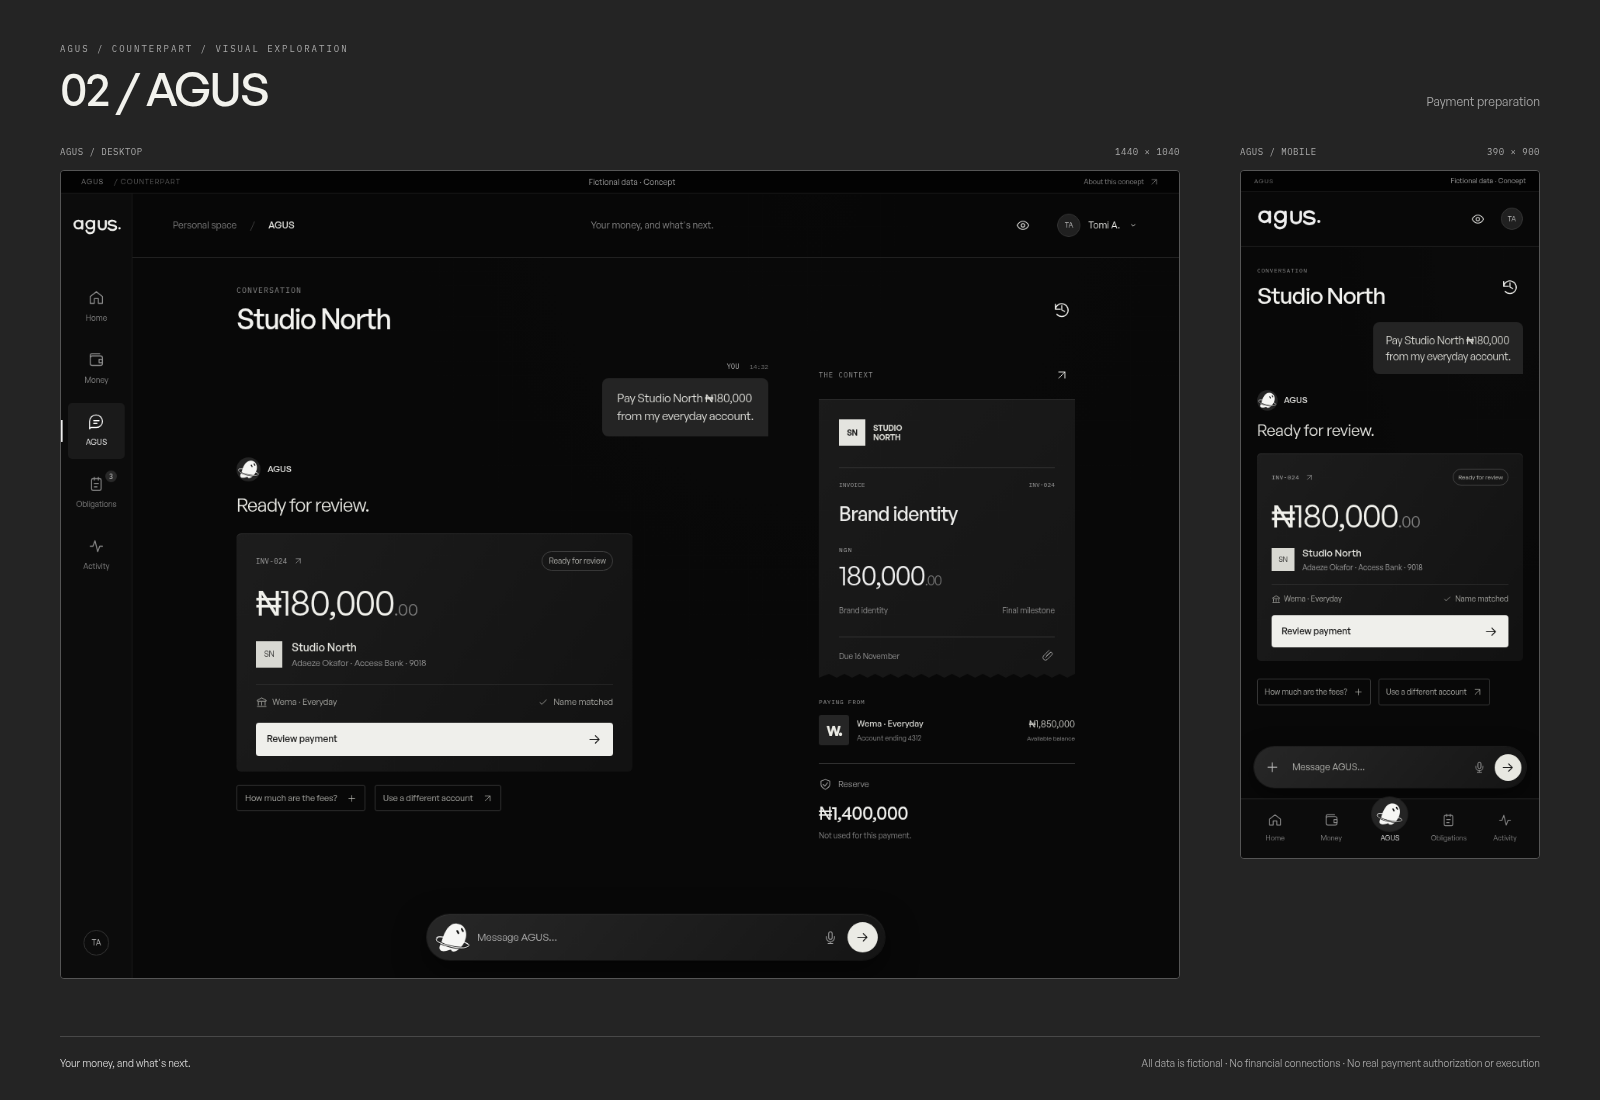 AGUS / COUNTERPART / VISUAL EXPLORATION
02 / AGUS
Payment preparation
AGUS / DESKTOP
1440 × 1040
AGUS / COUNTERPART
Fictional data · Concept
About this concept
agus.
Personal space / AGUS
Your money, and what's next.
TA
Tomi A.
Home
Money
AGUS
3
Obligations
Activity
TA
CONVERSATION
Studio North
YOU 14:32
Pay Studio North ₦180,000
from my everyday account.
AGUS
Ready for review.
INV-024
Ready for review
₦180,000.00
SN
Studio North
Adaeze Okafor · Access Bank · 9018
Wema · Everyday
Name matched
Review payment
How much are the fees?
Use a different account
THE CONTEXT
SN
STUDIO
NORTH
INVOICE
INV-024
Brand identity
NGN
180,000.00
Brand identity
Final milestone
Due 16 November
PAYING FROM
W.
Wema · Everyday
₦1,850,000
Account ending 4312
Available balance
Reserve
₦1,400,000
Not used for this payment.
Message AGUS...
AGUS / MOBILE
390 × 900
AGUS
Fictional data · Concept
agus.
TA
CONVERSATION
Studio North
Pay Studio North ₦180,000
from my everyday account.
AGUS
Ready for review.
INV-024
Ready for review
₦180,000.00
SN
Studio North
Adaeze Okafor · Access Bank · 9018
Wema · Everyday
Name matched
Review payment
How much are the fees?
Use a different account
Message AGUS...
Home
Money
AGUS
Obligations
Activity
Your money, and what's next.
All data is fictional · No financial connections · No real payment authorization or execution